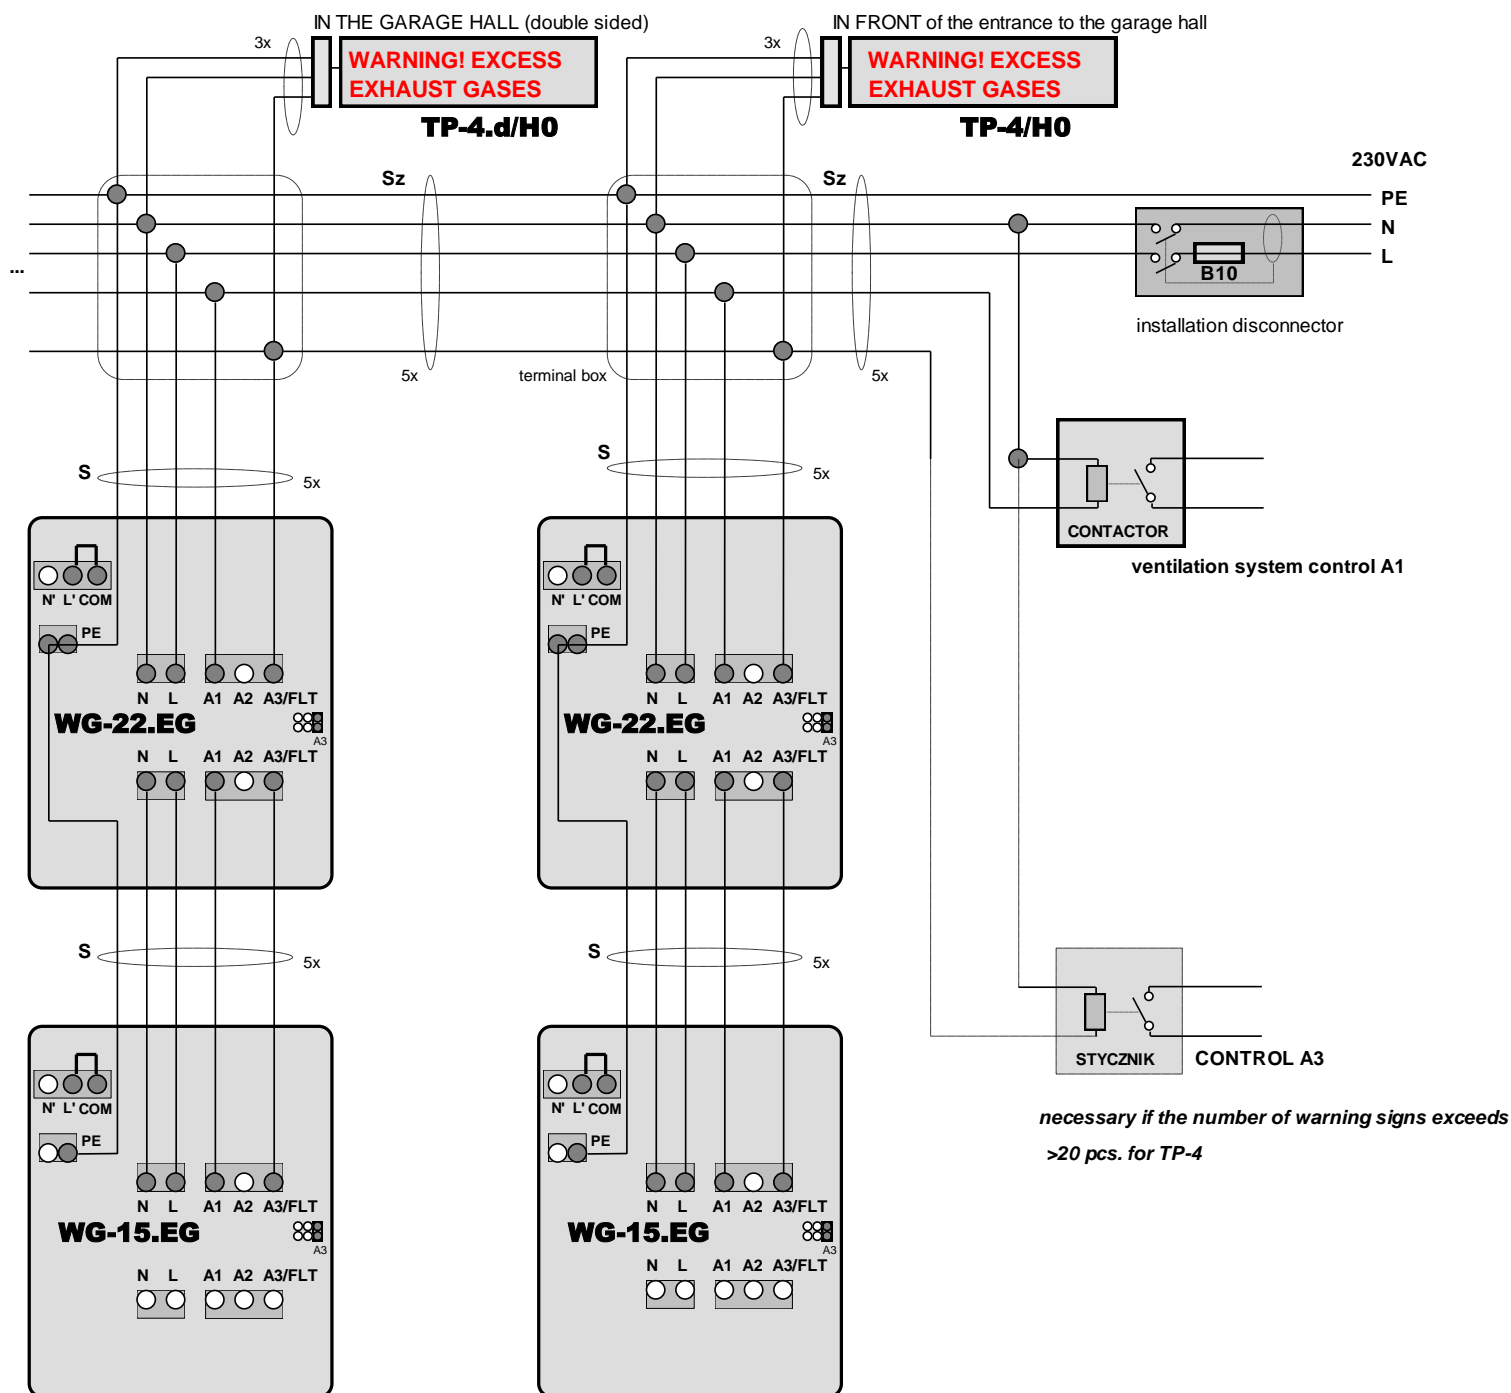 IN THE GARAGE HALL (double sided)
IN FRONT of the entrance to the garage hall
3x
3x
WARNING! EXCESS
EXHAUST GASES
WARNING! EXCESS
EXHAUST GASES
TP-4.d/H0
TP-4/H0
230VAC
Sz
Sz
PE
N
L
...
B10
installation disconnector
5x
terminal box
5x
S
5x
S
5x
CONTACTOR
ventilation system control A1
N' L' COM
PE
N L A1 A2 A3/FLT
WG-22.EG
A3
N L A1 A2 A3/FLT
N' L' COM
PE
N L A1 A2 A3/FLT
WG-22.EG
A3
N L A1 A2 A3/FLT
S
5x
S
5x
STYCZNIK
CONTROL A3
necessary if the number of warning signs exceeds
>20 pcs. for TP-4
N' L' COM
PE
N L A1 A2 A3/FLT
WG-15.EG
A3
N L A1 A2 A3/FLT
N' L' COM
PE
N L A1 A2 A3/FLT
WG-15.EG
A3
N L A1 A2 A3/FLT